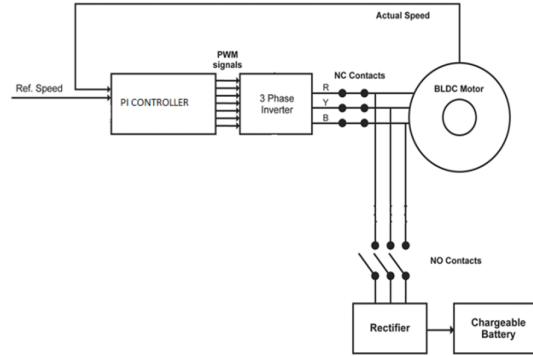 Actual Speed
PWM
signals
NC Contacts
Ref. Speed
PI CONTROLLER
3 Phase
Inverter
R
Y
B
BLDC Motor
NO Contacts
Rectifier
Chargeable
Battery